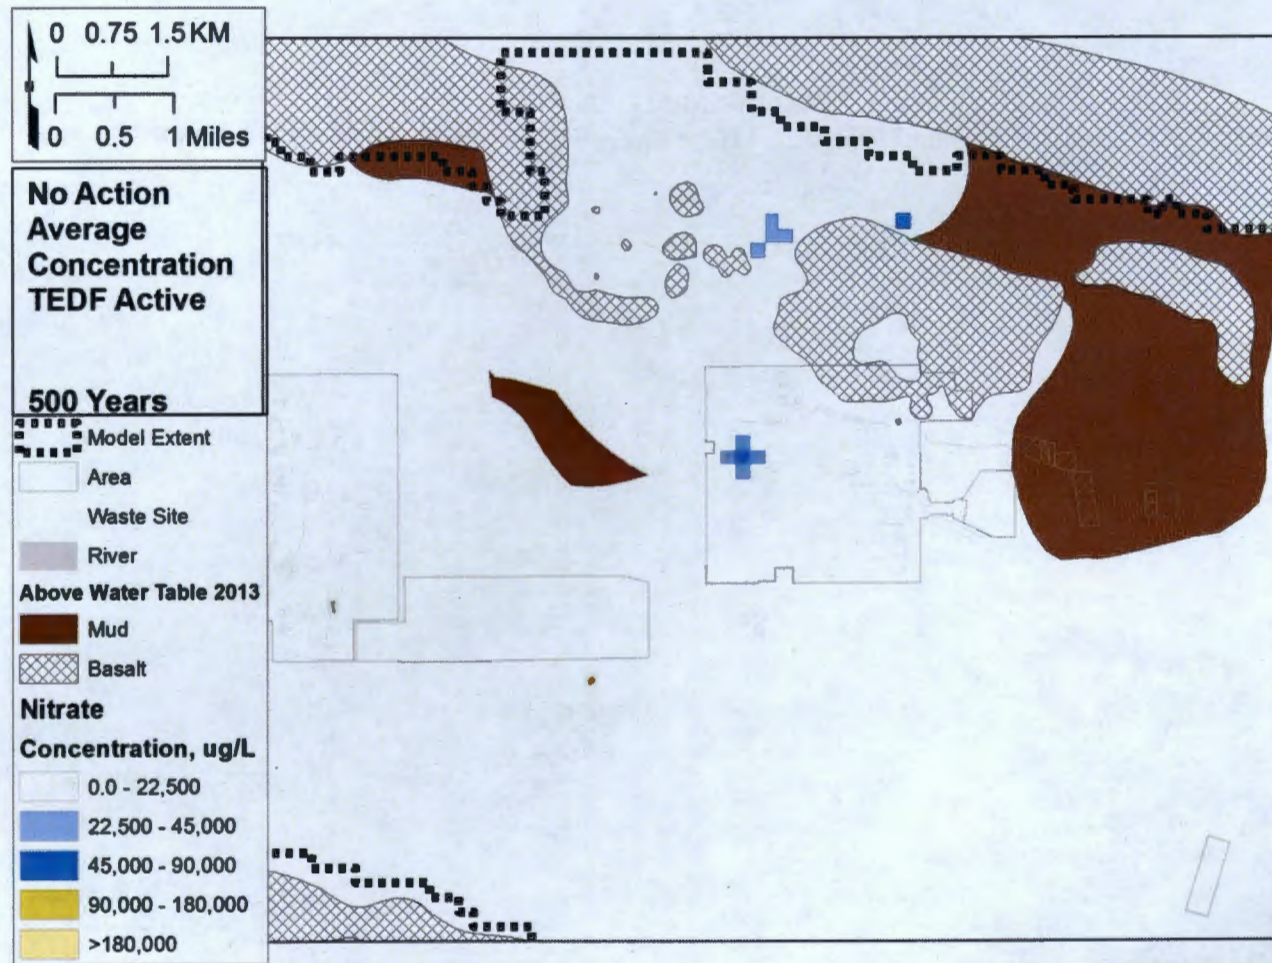 0 0.75 1.5 KM
0 0.5 1 Miles
No Action
Average
Concentration
TEDF Active
500 Years
Model Extent
Area
Waste Site
River
Above Water Table 2013
Mud
Basalt
Nitrate
Concentration, ug/L
0.0 - 22,500
22,500 - 45,000
45,000 - 90,000
90,000 - 180,000
>180,000